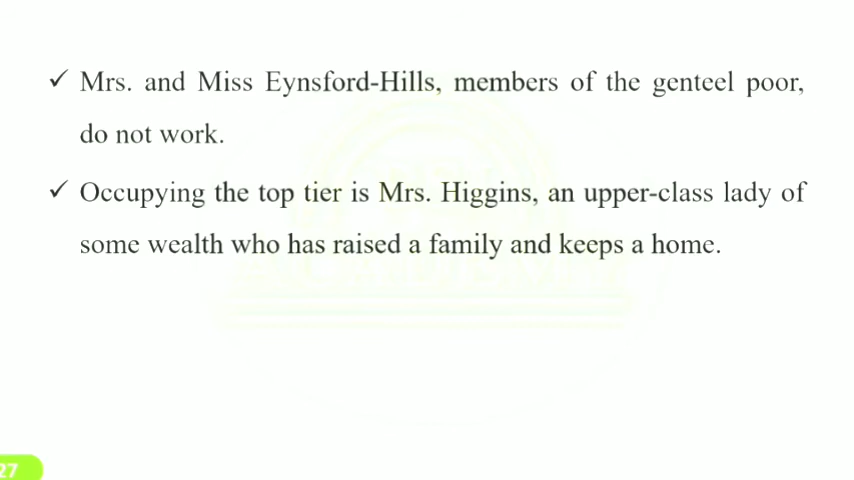 ✓ Mrs. and Miss Eynsford-Hills, members of the genteel poor,
do not work.
✓ Occupying the top tier is Mrs. Higgins, an upper-class lady of
some wealth who has raised a family and keeps a home.
27